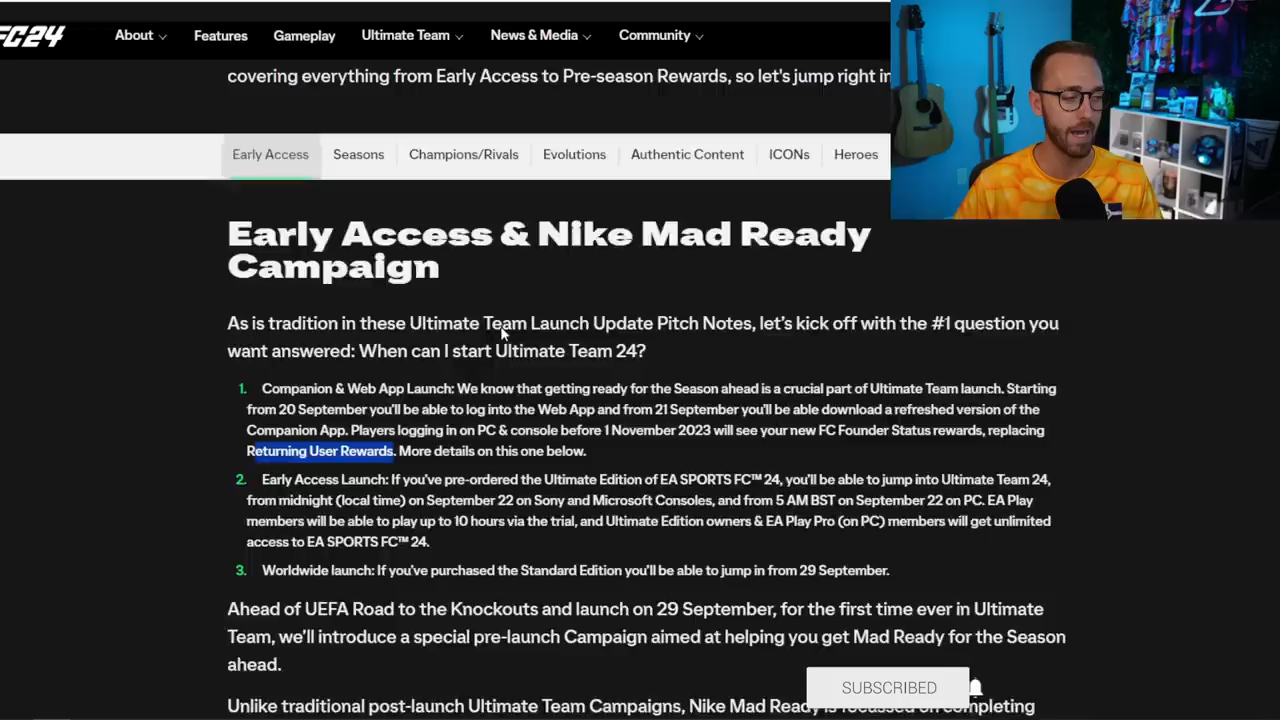 FC24 About Features Gameplay Ultimate Team News & Media Community
covering everything from Early Access to Pre-season Rewards, so let's jump right in
Early Access Seasons Champions/Rivals Evolutions Authentic Content ICONs Heroes
Early Access & Nike Mad Ready
Campaign
As is tradition in these Ultimate Team Launch Update Pitch Notes, let's kick off with the #1 question you
want answered: When can I start Ultimate Team 24?
1. Companion & Web App Launch: We know that getting ready for the Season ahead is a crucial part of Ultimate Team launch. Starting
from 20 September you'll be able to log into the Web App and from 21 September you'll be able download a refreshed version of the
Companion App. Players logging in on PC & console before 1 November 2023 will see your new FC Founder Status rewards, replacing
Returning User Rewards. More details on this one below.
2. Early Access Launch: If you've pre-ordered the Ultimate Edition of EA SPORTS FC™ 24, you'll be able to jump into Ultimate Team 24,
from midnight (local time) on September 22 on Sony and Microsoft Consoles, and from 5 AM BST on September 22 on PC. EA Play
members will be able to play up to 10 hours via the trial, and Ultimate Edition owners & EA Play Pro (on PC) members will get unlimited
access to EA SPORTS FC™ 24.
3. Worldwide launch: If you've purchased the Standard Edition you'll be able to jump in from 29 September.
Ahead of UEFA Road to the Knockouts and launch on 29 September, for the first time ever in Ultimate
Team, we'll introduce a special pre-launch Campaign aimed at helping you get Mad Ready for the Season
ahead.
SUBSCRIBED
Unlike traditional post-launch Ultimate Team Campaigns, Nike Mad Ready is focussed on completing